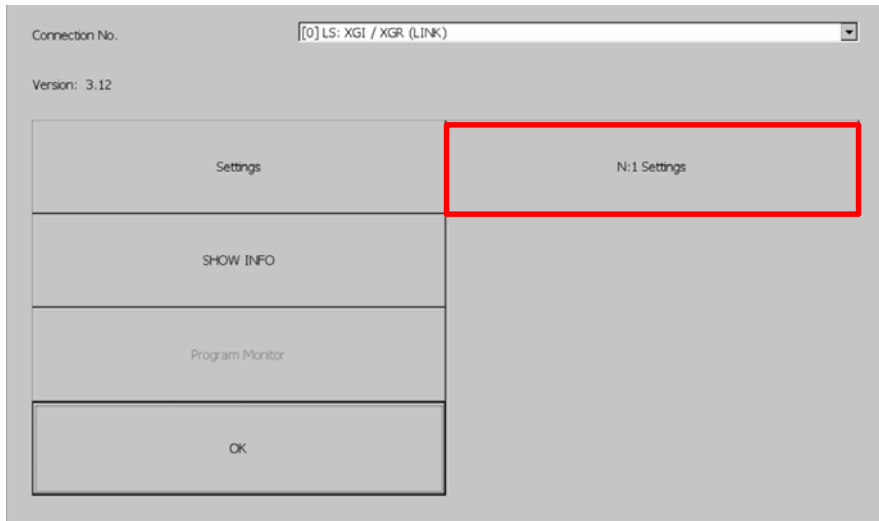 Connection No. [0] LS: XGI / XGR (LINK)
Version: 3.12
Settings N:1 Settings
SHOW INFO
Program Monitor
OK